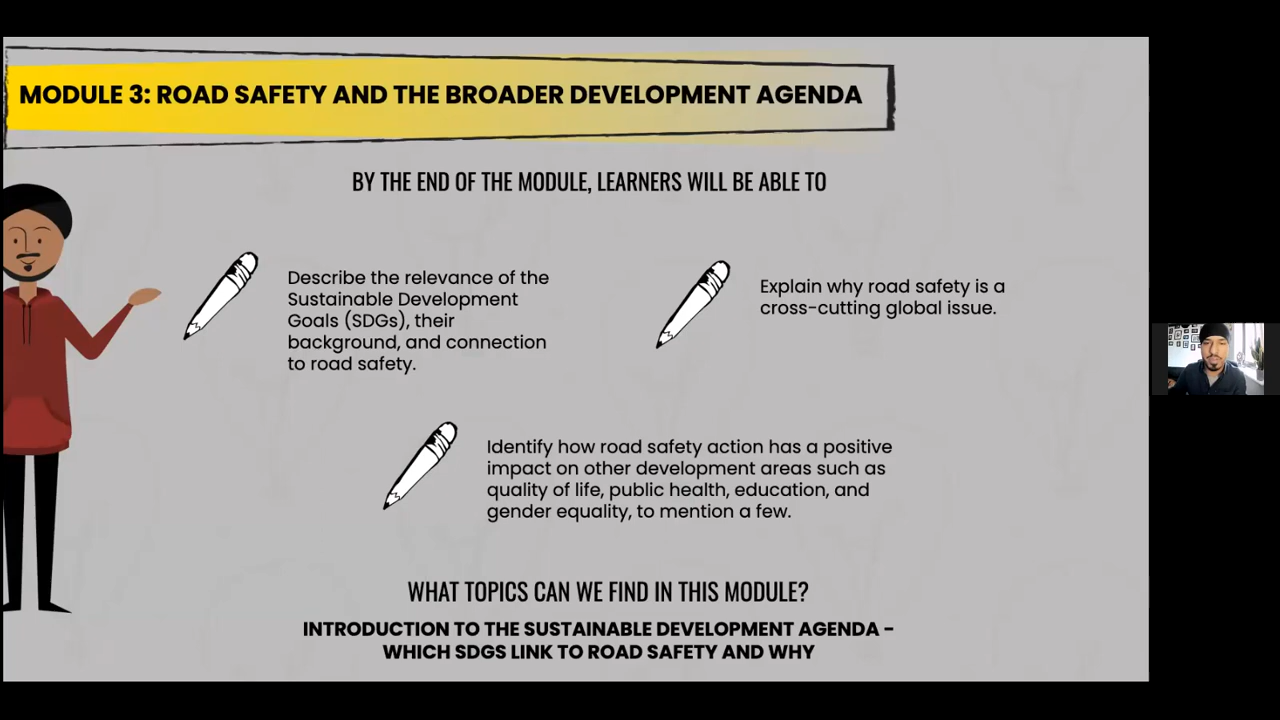 MODULE 3: ROAD SAFETY AND THE BROADER DEVELOPMENT AGENDA
BY THE END OF THE MODULE, LEARNERS WILL BE ABLE TO
Describe the relevance of the
Sustainable Development
Goals (SDGs), their
background, and connection
to road safety.
Explain why road safety is a
cross-cutting global issue.
Identify how road safety action has a positive
impact on other development areas such as
quality of life, public health, education, and
gender equality, to mention a few.
WHAT TOPICS CAN WE FIND IN THIS MODULE?
INTRODUCTION TO THE SUSTAINABLE DEVELOPMENT AGENDA -
WHICH SDGS LINK TO ROAD SAFETY AND WHY